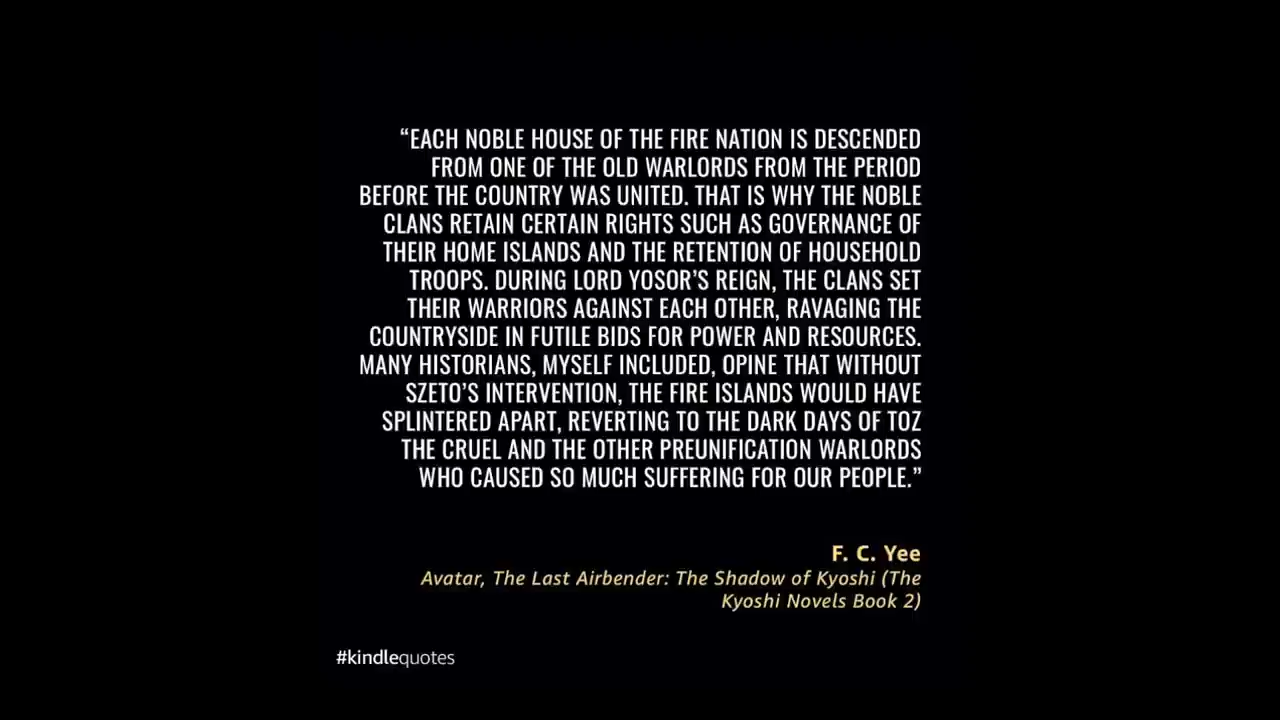 “EACH NOBLE HOUSE OF THE FIRE NATION IS DESCENDED
FROM ONE OF THE OLD WARLORDS FROM THE PERIOD
BEFORE THE COUNTRY WAS UNITED. THAT IS WHY THE NOBLE
CLANS RETAIN CERTAIN RIGHTS SUCH AS GOVERNANCE OF
THEIR HOME ISLANDS AND THE RETENTION OF HOUSEHOLD
TROOPS. DURING LORD YOSOR’S REIGN, THE CLANS SET
THEIR WARRIORS AGAINST EACH OTHER, RAVAGING THE
COUNTRYSIDE IN FUTILE BIDS FOR POWER AND RESOURCES.
MANY HISTORIANS, MYSELF INCLUDED, OPINE THAT WITHOUT
SZETO’S INTERVENTION, THE FIRE ISLANDS WOULD HAVE
SPLINTERED APART, REVERTING TO THE DARK DAYS OF TOZ
THE CRUEL AND THE OTHER PREUNIFICATION WARLORDS
WHO CAUSED SO MUCH SUFFERING FOR OUR PEOPLE.”
F. C. Yee
Avatar, The Last Airbender: The Shadow of Kyoshi (The
Kyoshi Novels Book 2)
#kindlequotes